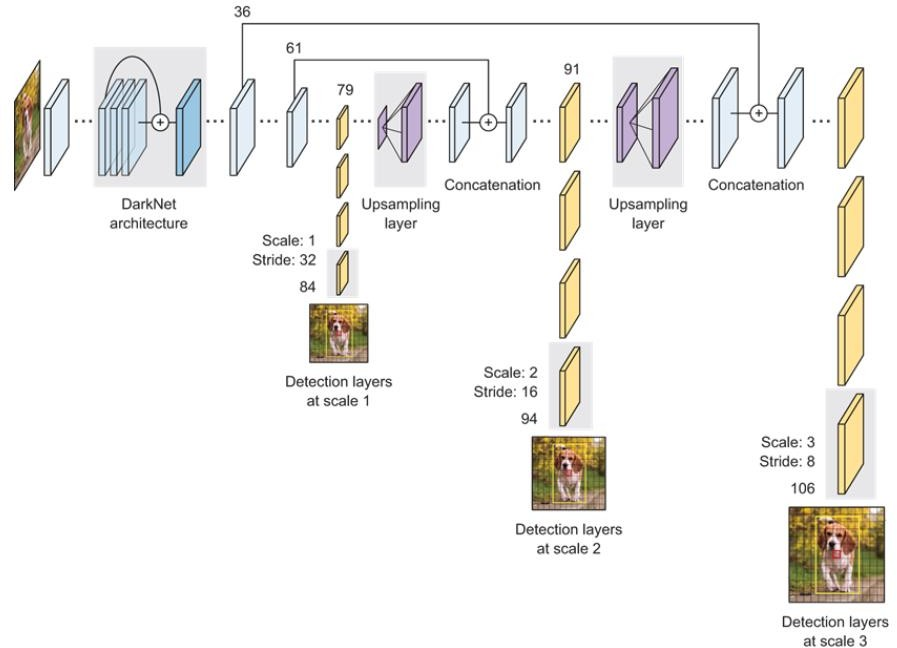 36
61
79
91
DarkNet
architecture
Upsampling
layer
Concatenation
Upsampling
layer
Concatenation
Scale: 1
Stride: 32
84
Detection layers
at scale 1
Scale: 2
Stride: 16
94
Detection layers
at scale 2
Scale: 3
Stride: 8
106
Detection layers
at scale 3